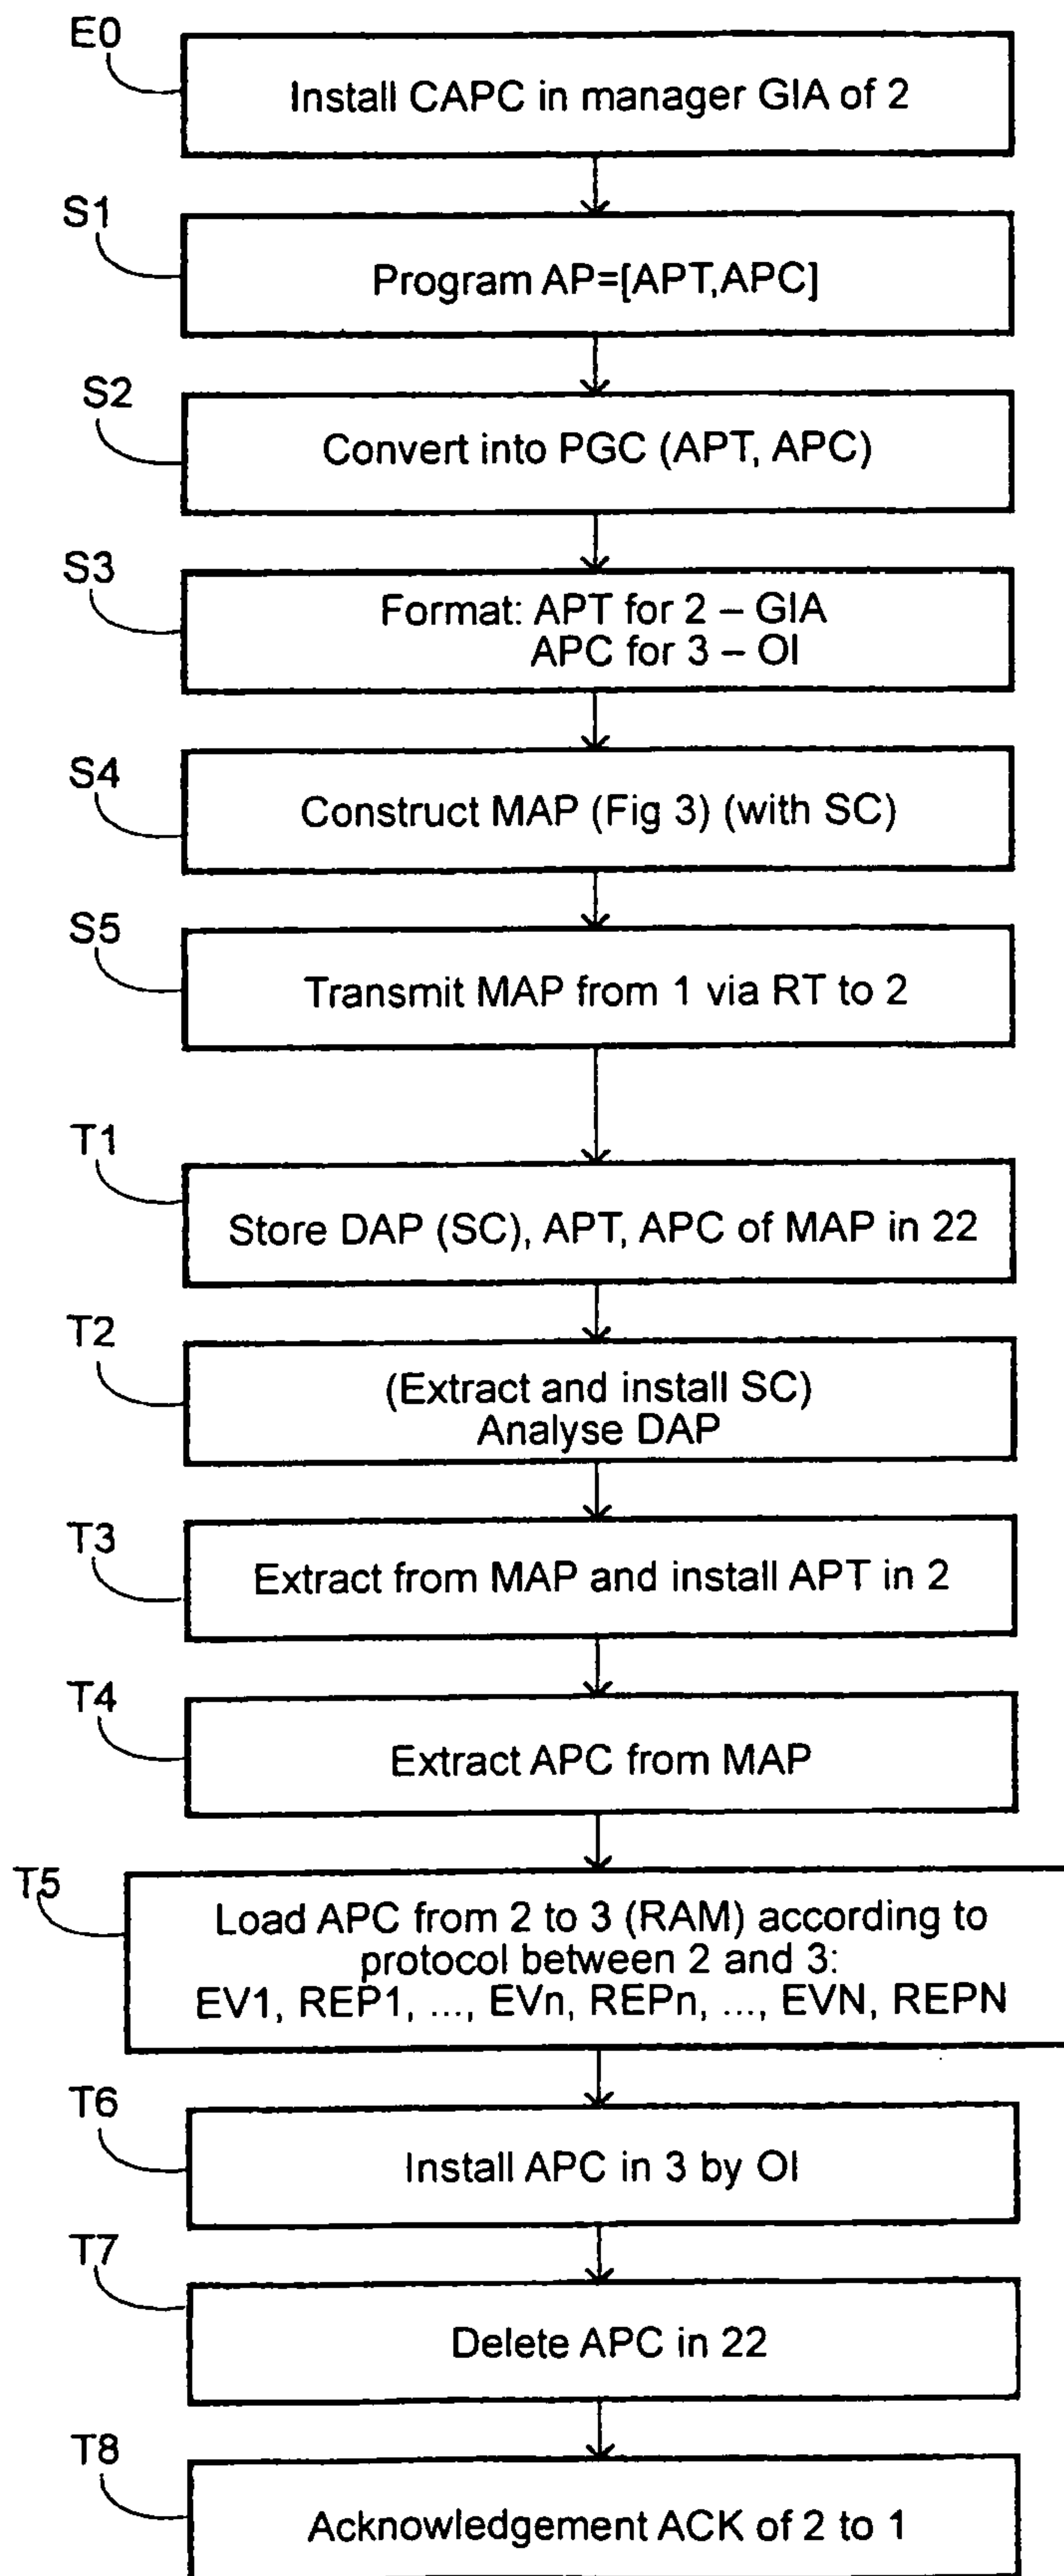 E0
Install CAPC in manager GIA of 2
S1
Program AP=[APT,APC]
S2
Convert into PGC (APT, APC)
S3
Format: APT for 2 – GIA
APC for 3 – OI
S4
Construct MAP (Fig 3) (with SC)
S5
Transmit MAP from 1 via RT to 2
T1
Store DAP (SC), APT, APC of MAP in 22
T2
(Extract and install SC)
Analyse DAP
T3
Extract from MAP and install APT in 2
T4
Extract APC from MAP
T5
Load APC from 2 to 3 (RAM) according to
protocol between 2 and 3:
EV1, REP1, ..., EVn, REPn, ..., EVN, REPN
T6
Install APC in 3 by OI
T7
Delete APC in 22
T8
Acknowledgement ACK of 2 to 1